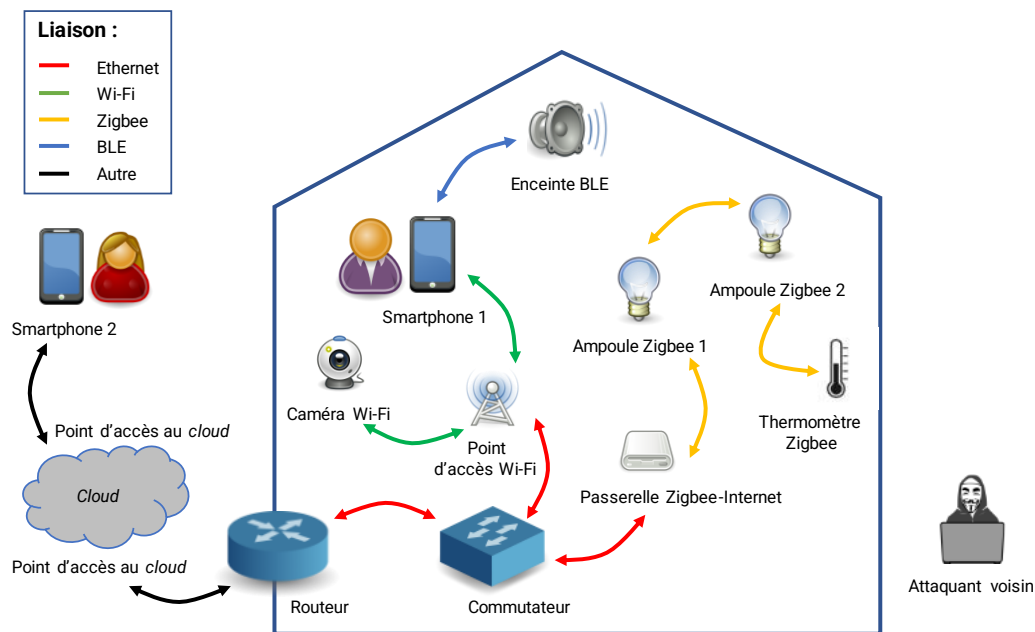 Liaison :
Ethernet
Wi-Fi
Zigbee
BLE
Autre
Enceinte BLE
Smartphone 2
Smartphone 1
Ampoule Zigbee 2
Ampoule Zigbee 1
Caméra Wi-Fi
Point
d'accès Wi-Fi
Thermomètre
Zigbee
Point d'accès au cloud
Cloud
Passerelle Zigbee-Internet
Point d'accès au cloud
Routeur
Commutateur
Attaquant voisin